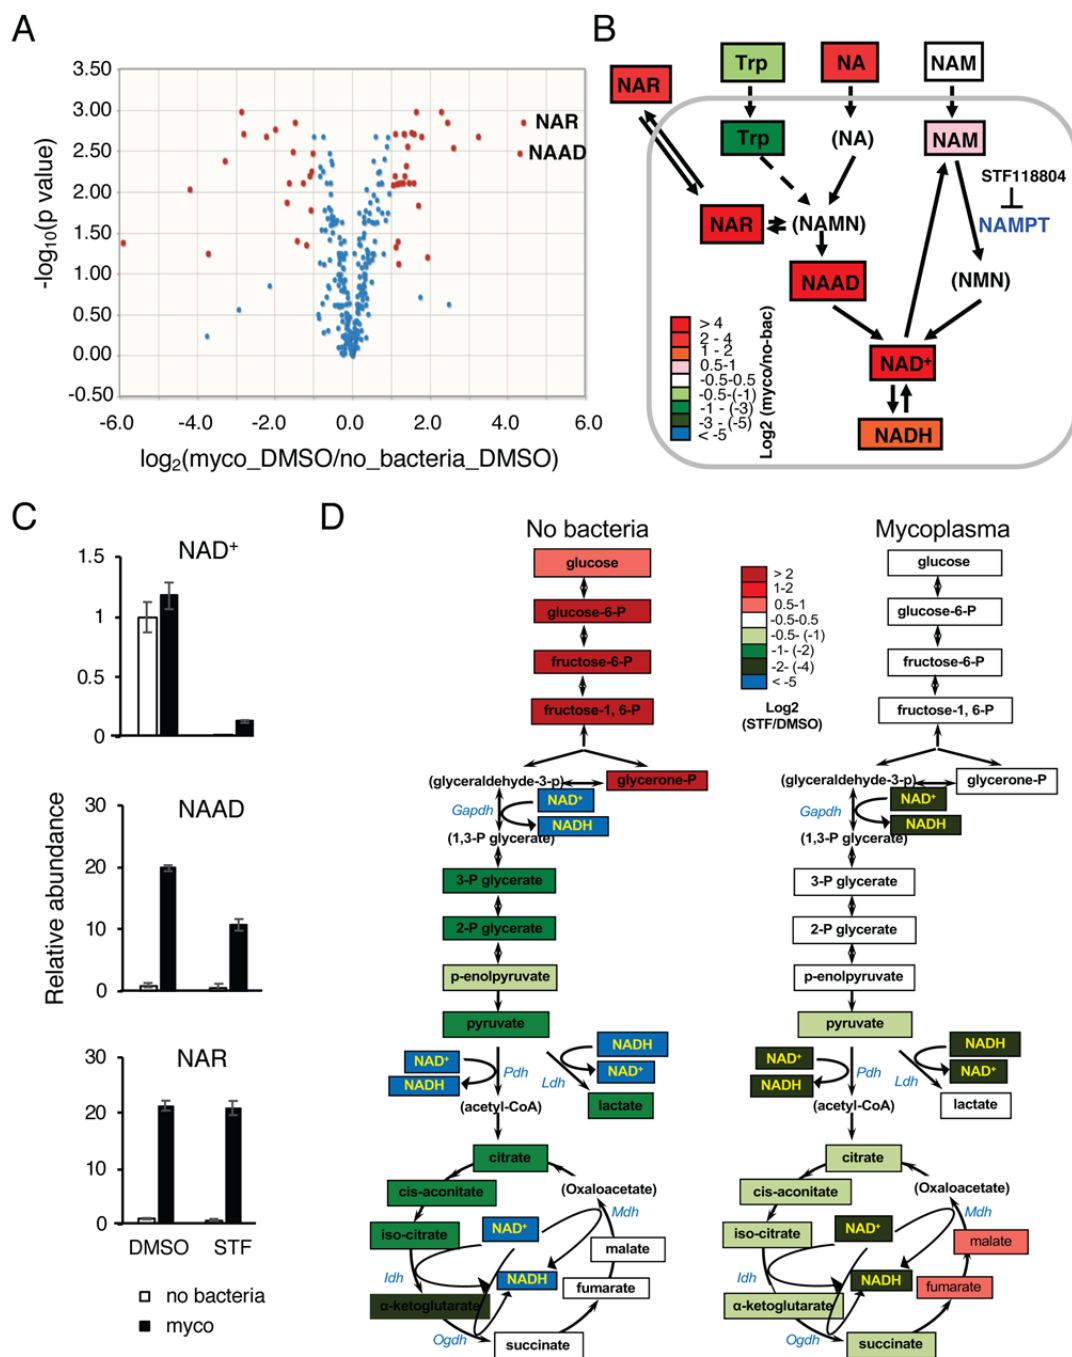 A
3.50
3.00
2.50
2.00
1.50
1.00
0.50
0.00
-0.50
-6.0
-4.0
-2.0
0.0
2.0
4.0
6.0
-log10(p value)
log2(myco_DMSO/no_bacteria_DMSO)
NAR
NAAD
B
NAR
Trp
NA
NAM
Trp
(NA)
NAM
STF118804
NAMPT
NAR
(NAMN)
NAAD
(NMN)
NAD+
NADH
> 4
2 - 4
1 - 2
0.5-1
-0.5-0.5
-0.5-(-1)
-1 - (-3)
-3 - (-5)
< -5
Log2 (myco/no-bac)
C
NAD+
1.5
1
0.5
0
NAAD
30
20
10
0
NAR
30
20
10
0
Relative abundance
DMSO
STF
no bacteria
myco
D
No bacteria
glucose
glucose-6-P
fructose-6-P
fructose-1, 6-P
(glyceraldehyde-3-p)
glycerone-P
Gapdh
NAD+
NADH
(1,3-P glycerate)
3-P glycerate
2-P glycerate
p-enolpyruvate
pyruvate
NAD+
NADH
Pdh
Ldh
NADH
NAD+
(acetyl-CoA)
lactate
citrate
cis-aconitate
(Oxaloacetate)
iso-citrate
NAD+
Mdh
malate
Idh
NADH
fumarate
α-ketoglutarate
Ogdh
succinate
> 2
1-2
0.5-1
-0.5-0.5
-0.5- (-1)
-1- (-2)
-2- (-4)
< -5
Log2
(STF/DMSO)
Mycoplasma
glucose
glucose-6-P
fructose-6-P
fructose-1, 6-P
(glyceraldehyde-3-p)
glycerone-P
Gapdh
NAD+
NADH
(1,3-P glycerate)
3-P glycerate
2-P glycerate
p-enolpyruvate
pyruvate
NAD+
NADH
Pdh
Ldh
NADH
NAD+
(acetyl-CoA)
lactate
citrate
cis-aconitate
(Oxaloacetate)
iso-citrate
NAD+
Mdh
malate
Idh
NADH
fumarate
α-ketoglutarate
Ogdh
succinate